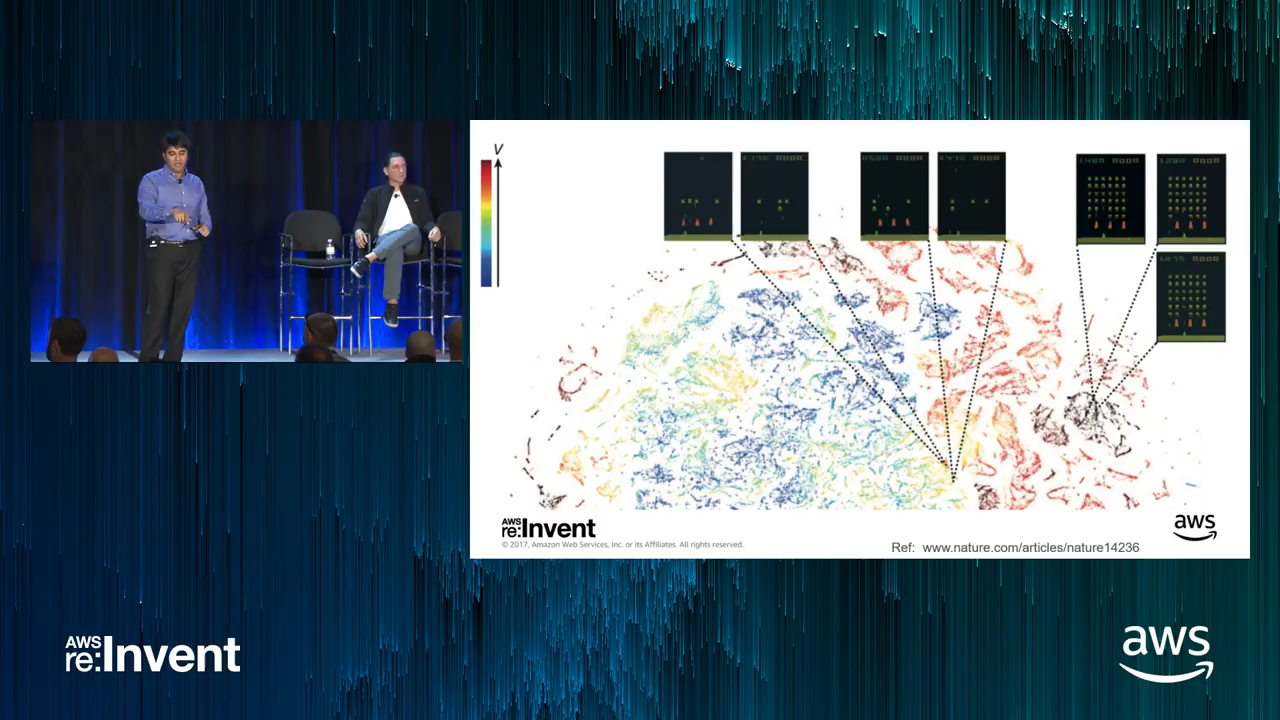 V
AWS
re:Invent
© 2017, Amazon Web Services, Inc. or its Affiliates. All rights reserved.
aws
Ref: www.nature.com/articles/nature14236
AWS
re:Invent
aws